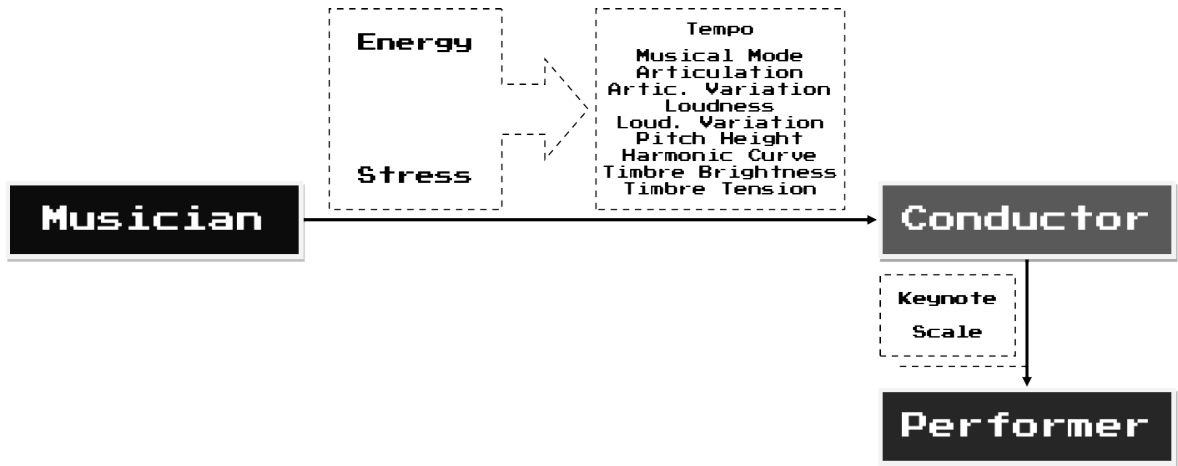 Energy
Stress
Tempo
Musical Mode
Articulation
Artic. Variation
Loudness
Loud. Variation
Pitch Height
Harmonic Curve
Timbre Brightness
Timbre Tension
Musician
Conductor
Keynote
Scale
Performer